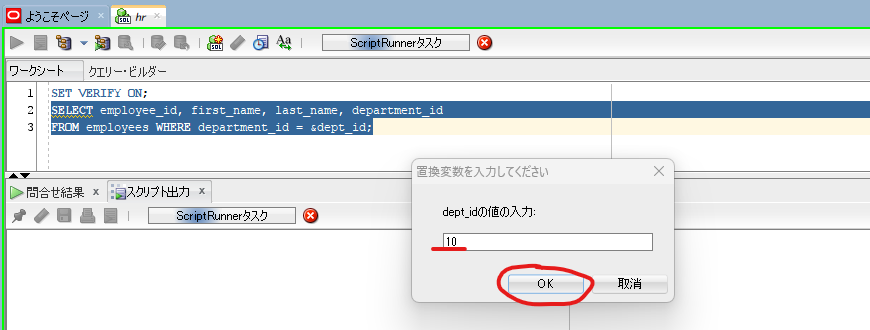 ようこそページ
hr
ScriptRunnerタスク
ワークシート
クエリー・ビルダー
1 SET VERIFY ON;
2 SELECT employee_id, first_name, last_name, department_id
3 FROM employees WHERE department_id = &dept_id;
置換変数を入力してください
dept_idの値の入力:
10
OK
取消
問合せ結果
スクリプト出力
ScriptRunnerタスク